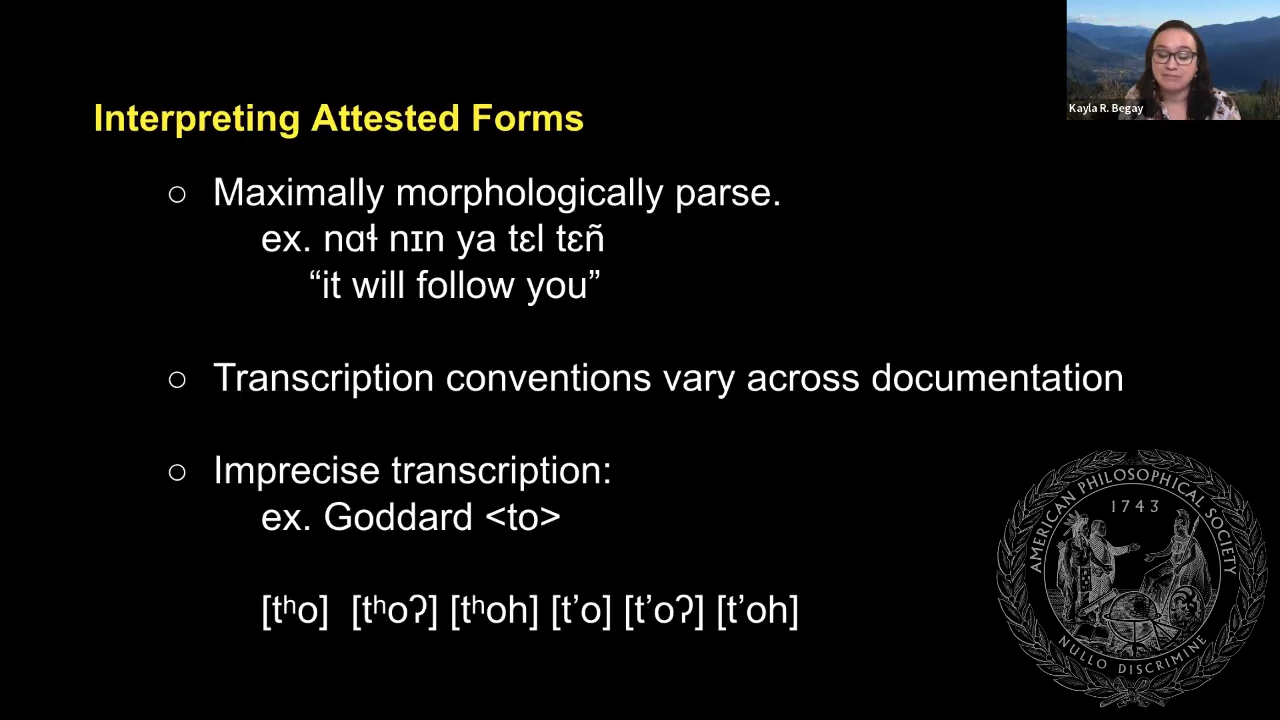 Kayla R. Begay
Interpreting Attested Forms
○ Maximally morphologically parse.
ex. nɑɬ nɪn ya tɛl tɛñ
“it will follow you”
○ Transcription conventions vary across documentation
○ Imprecise transcription:
ex. Goddard <to>
[tʰo] [tʰoʔ] [tʰoh] [t’o] [t’oʔ] [t’oh]
AMERICAN PHILOSOPHICAL SOCIETY
1743
NULLO DISCRIMINE